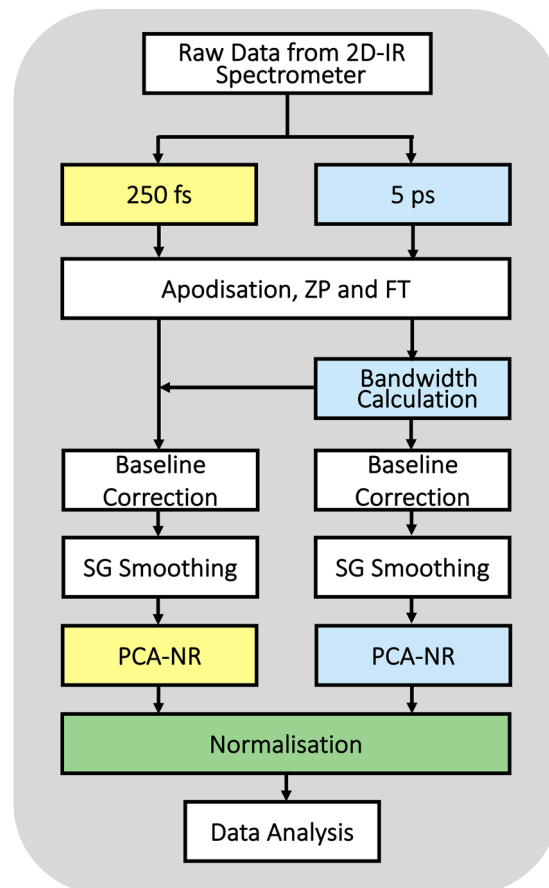 Raw Data from 2D-IR
Spectrometer
250 fs
5 ps
Apodisation, ZP and FT
Bandwidth
Calculation
Baseline
Correction
Baseline
Correction
SG Smoothing
SG Smoothing
PCA-NR
PCA-NR
Normalisation
Data Analysis